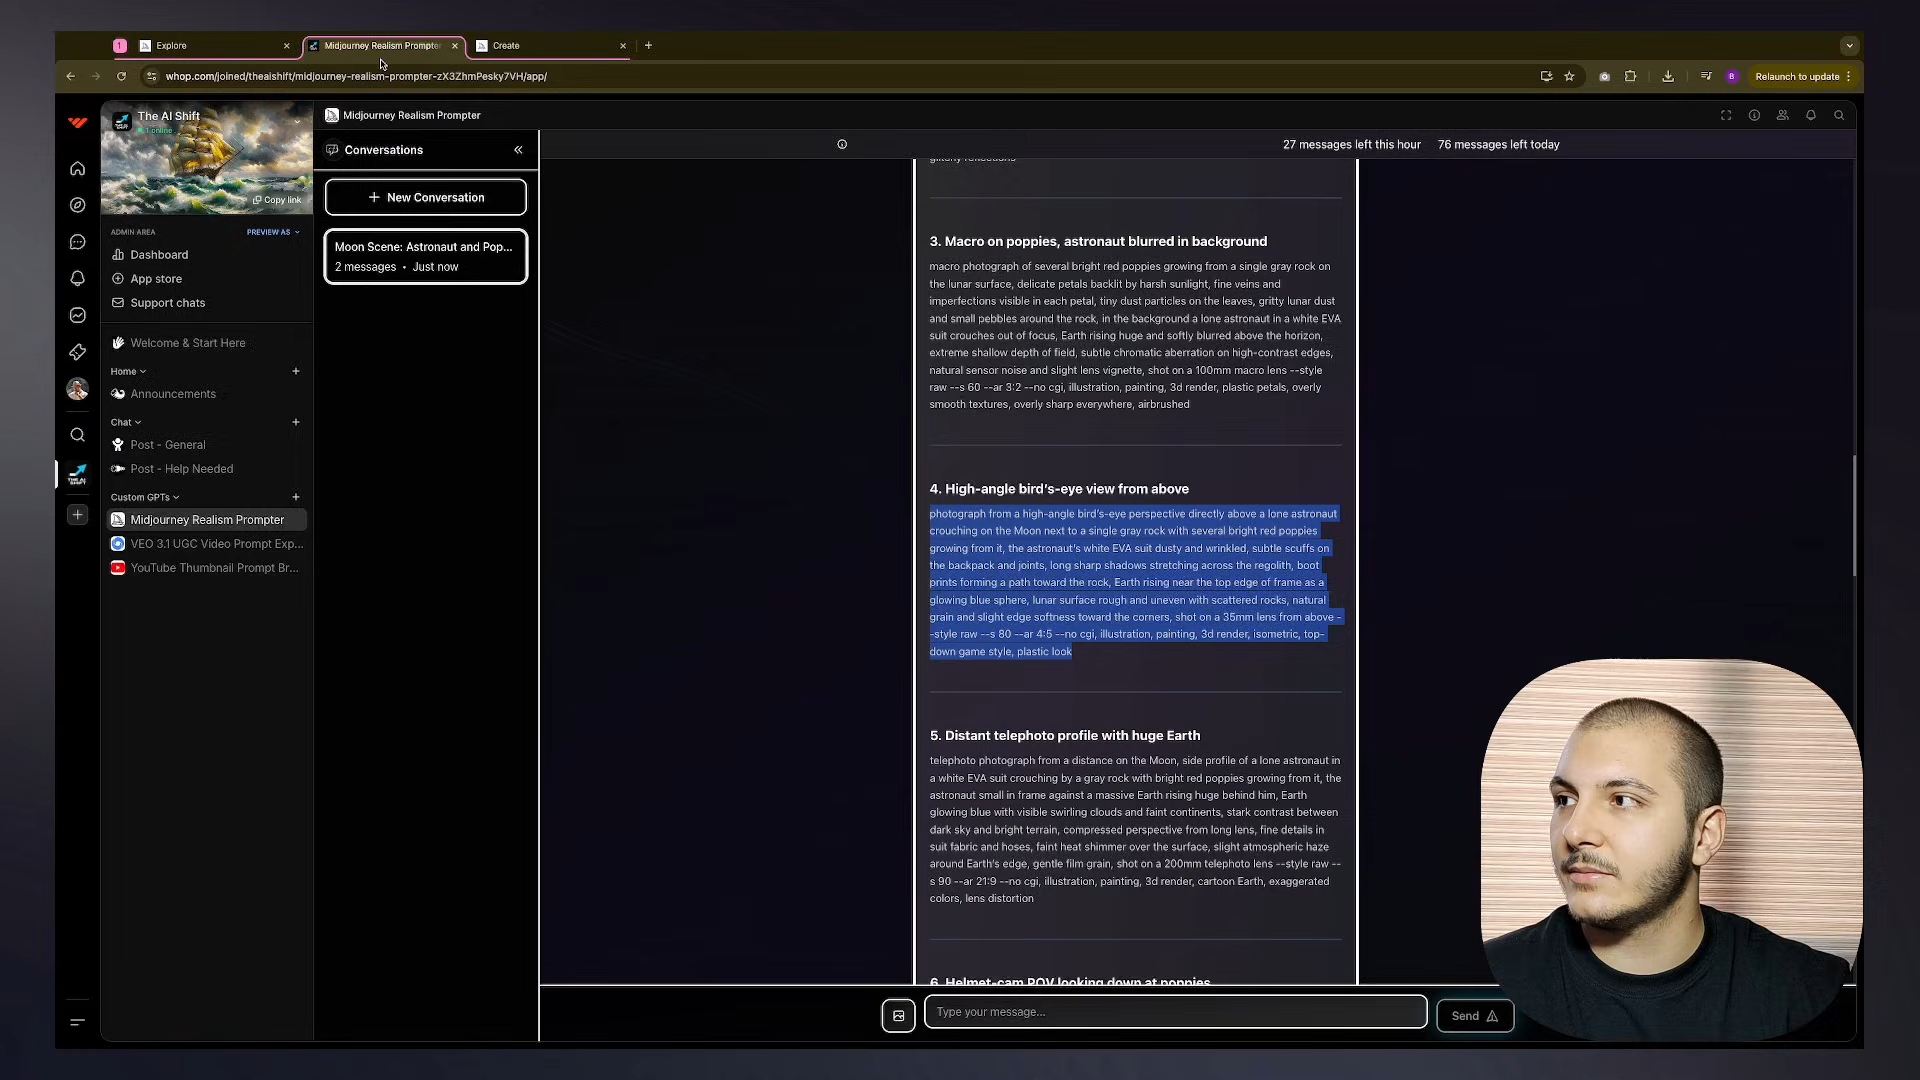 1
Explore
Midjourney Realism Prompter
Create
whop.com/joined/theaishift/midjourney-realism-prompter-zX3ZhmPesky7VH/app/
B
Relaunch to update
The AI Shift
1 online
Copy link
ADMIN AREA
PREVIEW AS
Dashboard
App store
Support chats
Welcome & Start Here
Home
Announcements
Chat
Post - General
Post - Help Needed
Custom GPTs
Midjourney Realism Prompter
VEO 3.1 UGC Video Prompt Exp...
YouTube Thumbnail Prompt Br...
THE AI
SHIFT
Midjourney Realism Prompter
Conversations
New Conversation
Moon Scene: Astronaut and Pop...
2 messages • Just now
27 messages left this hour 76 messages left today
3. Macro on poppies, astronaut blurred in background
macro photograph of several bright red poppies growing from a single gray rock on
the lunar surface, delicate petals backlit by harsh sunlight, fine veins and
imperfections visible in each petal, tiny dust particles on the leaves, gritty lunar dust
and small pebbles around the rock, in the background a lone astronaut in a white EVA
suit crouches out of focus, Earth rising huge and softly blurred above the horizon,
extreme shallow depth of field, subtle chromatic aberration on high-contrast edges,
natural sensor noise and slight lens vignette, shot on a 100mm macro lens --style
raw --s 60 --ar 3:2 --no cgi, illustration, painting, 3d render, plastic petals, overly
smooth textures, overly sharp everywhere, airbrushed
4. High-angle bird's-eye view from above
photograph from a high-angle bird's-eye perspective directly above a lone astronaut
crouching on the Moon next to a single gray rock with several bright red poppies
growing from it, the astronaut's white EVA suit dusty and wrinkled, subtle scuffs on
the backpack and joints, long sharp shadows stretching across the regolith, boot
prints forming a path toward the rock, Earth rising near the top edge of frame as a
glowing blue sphere, lunar surface rough and uneven with scattered rocks, natural
grain and slight edge softness toward the corners, shot on a 35mm lens from above -
-style raw --s 80 --ar 4:5 --no cgi, illustration, painting, 3d render, isometric, top-
down game style, plastic look
5. Distant telephoto profile with huge Earth
telephoto photograph from a distance on the Moon, side profile of a lone astronaut in
a white EVA suit crouching by a gray rock with bright red poppies growing from it, the
astronaut small in frame against a massive Earth rising huge behind him, Earth
glowing blue with visible swirling clouds and faint continents, stark contrast between
dark sky and bright terrain, compressed perspective from long lens, fine details in
suit fabric and hoses, faint heat shimmer over the surface, slight atmospheric haze
around Earth's edge, gentle film grain, shot on a 200mm telephoto lens --style raw --
s 90 --ar 21:9 --no cgi, illustration, painting, 3d render, cartoon Earth, exaggerated
colors, lens distortion
6. Helmet-cam POV looking down at poppies
Type your message...
Send